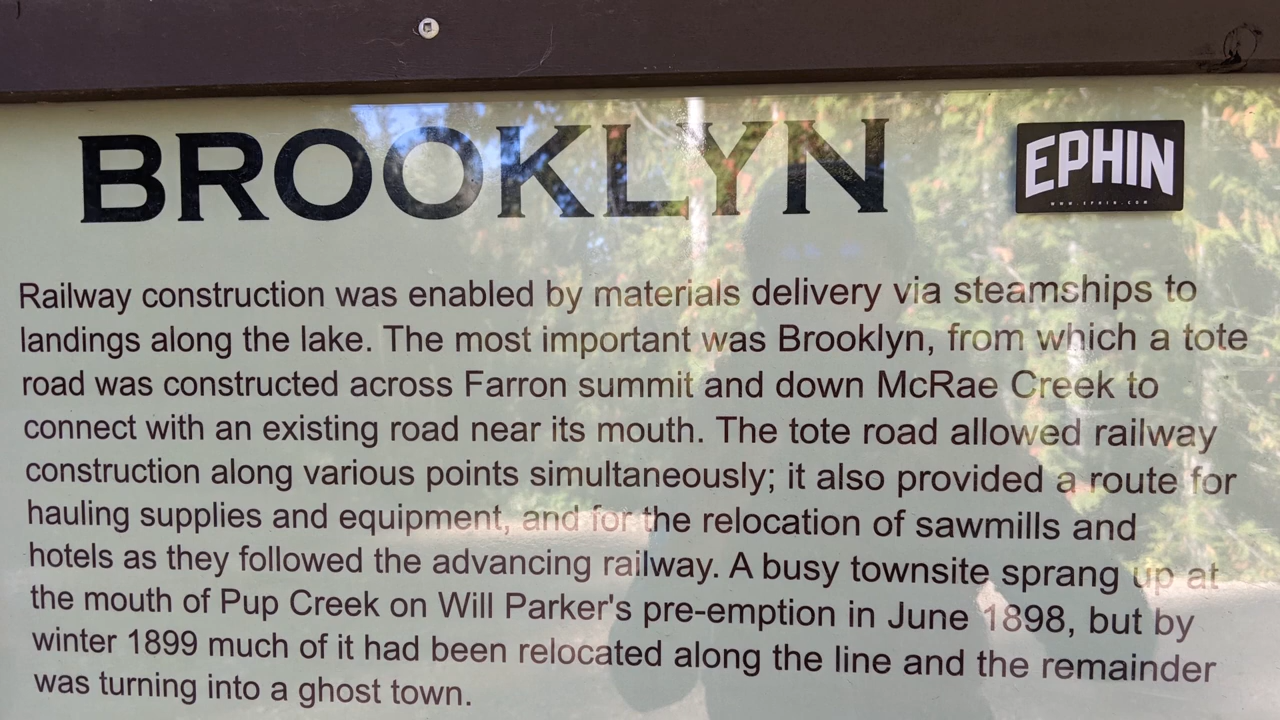 BROOKLYN
EPHIN
www.ephin.com
Railway construction was enabled by materials delivery via steamships to
landings along the lake. The most important was Brooklyn, from which a tote
road was constructed across Farron summit and down McRae Creek to
connect with an existing road near its mouth. The tote road allowed railway
construction along various points simultaneously; it also provided a route for
hauling supplies and equipment, and for the relocation of sawmills and
hotels as they followed the advancing railway. A busy townsite sprang up at
the mouth of Pup Creek on Will Parker's pre-emption in June 1898, but by
winter 1899 much of it had been relocated along the line and the remainder
was turning into a ghost town.